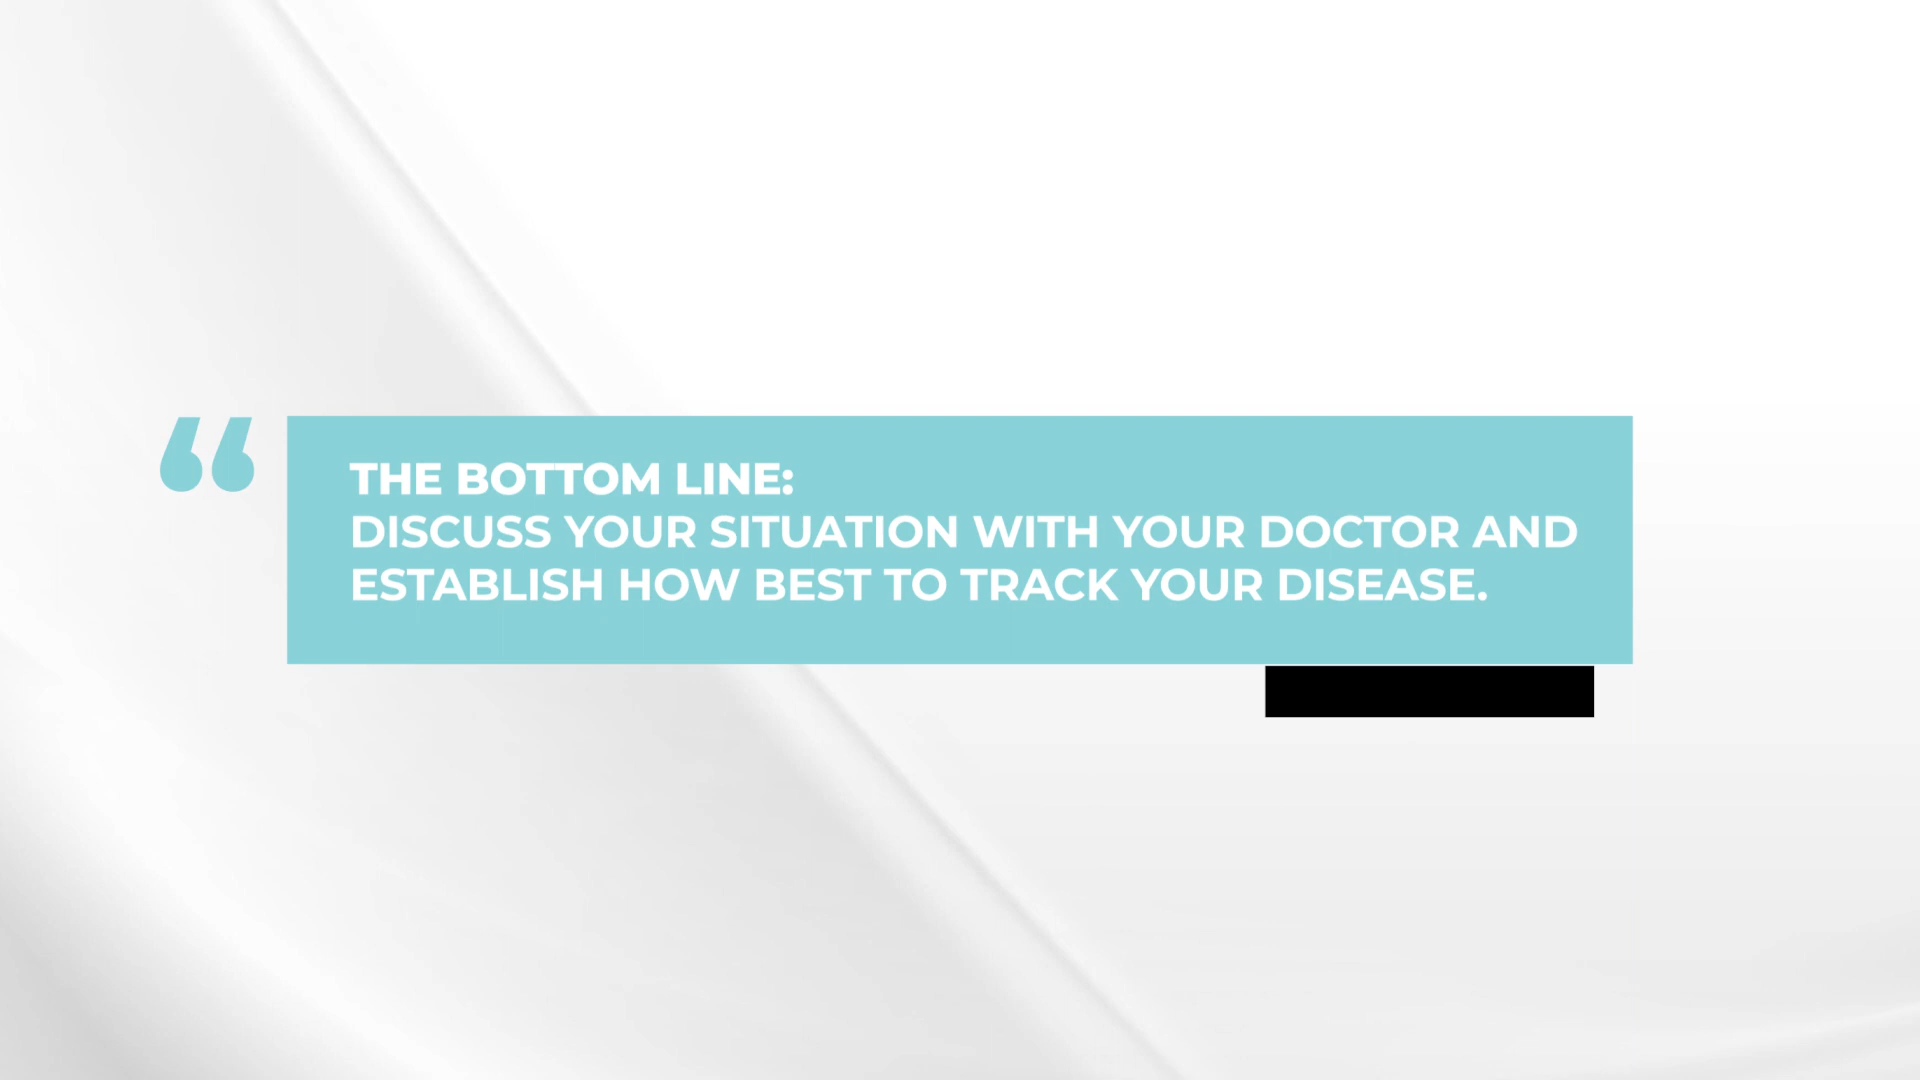 “
THE BOTTOM LINE:
DISCUSS YOUR SITUATION WITH YOUR DOCTOR AND
ESTABLISH HOW BEST TO TRACK YOUR DISEASE.